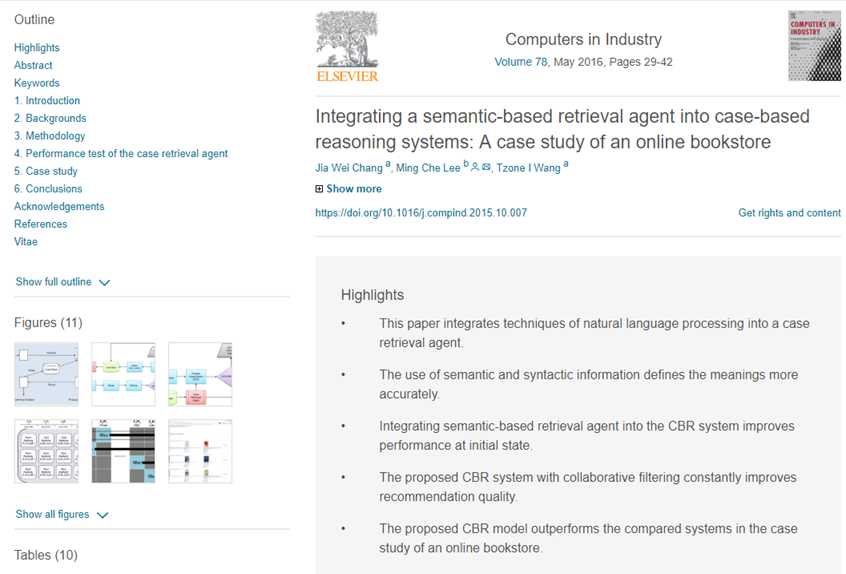 Outline
Highlights
Abstract
Keywords
1. Introduction
2. Backgrounds
3. Methodology
4. Performance test of the case retrieval agent
5. Case study
6. Conclusions
Acknowledgements
References
Vitae
Show full outline
Figures (11)
Show all figures
Tables (10)
ELSEVIER
Computers in Industry
Volume 78, May 2016, Pages 29-42
COMPUTERS IN
INDUSTRY
Integrating a semantic-based retrieval agent into case-based
reasoning systems: A case study of an online bookstore
Jia Wei Chang a, Ming Che Lee b, Tzone I Wang a
Show more
https://doi.org/10.1016/j.compind.2015.10.007
Get rights and content
Highlights
• This paper integrates techniques of natural language processing into a case
retrieval agent.
• The use of semantic and syntactic information defines the meanings more
accurately.
• Integrating semantic-based retrieval agent into the CBR system improves
performance at initial state.
• The proposed CBR system with collaborative filtering constantly improves
recommendation quality.
• The proposed CBR model outperforms the compared systems in the case
study of an online bookstore.